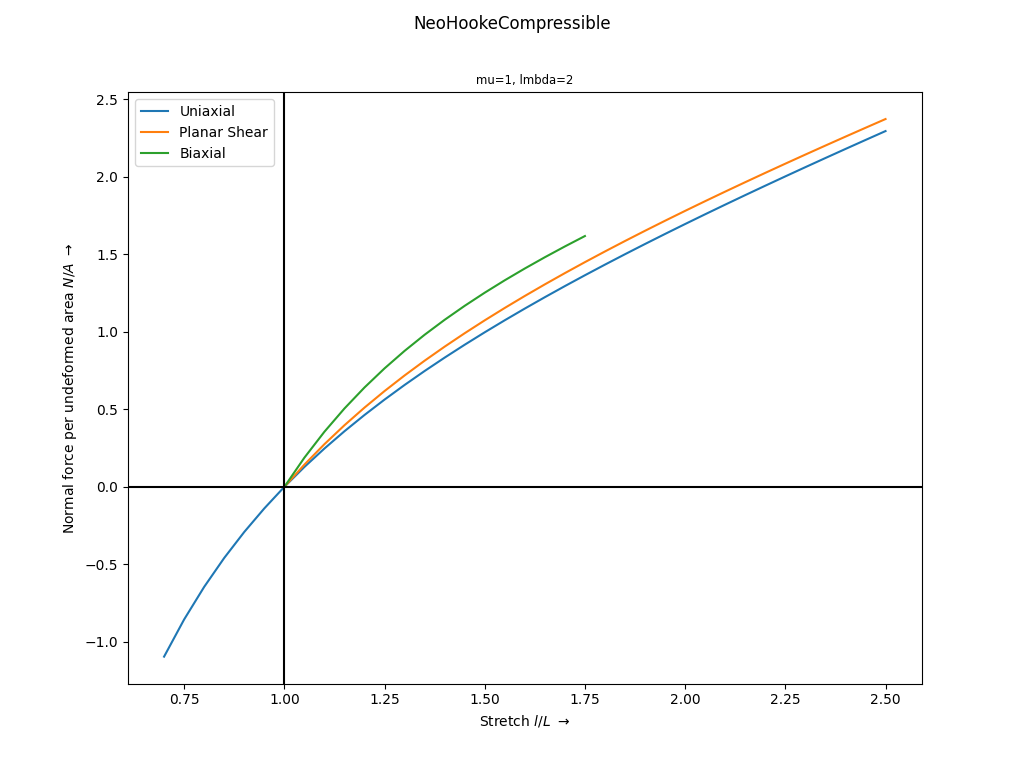 NeoHookeCompressible
mu=1, lmbda=2
Uniaxial
Planar Shear
Biaxial
2.5
2.0
1.5
1.0
0.5
0.0
−0.5
−1.0
Normal force per undeformed area N/A →
0.75
1.00
1.25
1.50
1.75
2.00
2.25
2.50
Stretch l/L →